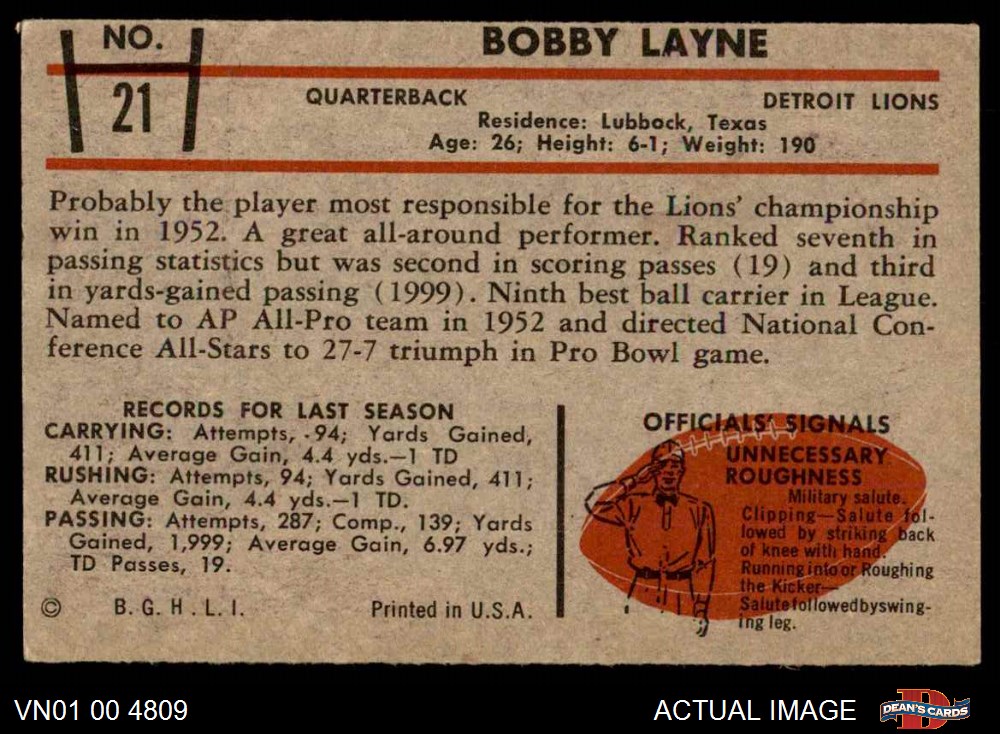 NO.
21
BOBBY LAYNE
QUARTERBACK
DETROIT LIONS
Residence: Lubbock, Texas
Age: 26; Height: 6-1; Weight: 190
Probably the player most responsible for the Lions' championship
win in 1952. A great all-around performer. Ranked seventh in
passing statistics but was second in scoring passes (19) and third
in yards-gained passing (1999). Ninth best ball carrier in League.
Named to AP All-Pro team in 1952 and directed National Con-
ference All-Stars to 27-7 triumph in Pro Bowl game.
RECORDS FOR LAST SEASON
CARRYING: Attempts, 94; Yards Gained,
411; Average Gain, 4.4 yds.—1 TD
RUSHING: Attempts, 94; Yards Gained, 411;
Average Gain, 4.4 yds.—1 TD.
PASSING: Attempts, 287; Comp., 139; Yards
Gained, 1,999; Average Gain, 6.97 yds.;
TD Passes, 19.
© B. G. H. L. I. Printed in U.S.A.
OFFICIALS' SIGNALS
UNNECESSARY
ROUGHNESS
Military salute.
Clipping—Salute fol-
lowed by striking back
of knee with hand.
Running into or Roughing
the Kicker—
Salute followed by swing-
ing leg.
VN01 00 4809
ACTUAL IMAGE
D
DEAN'S CARDS